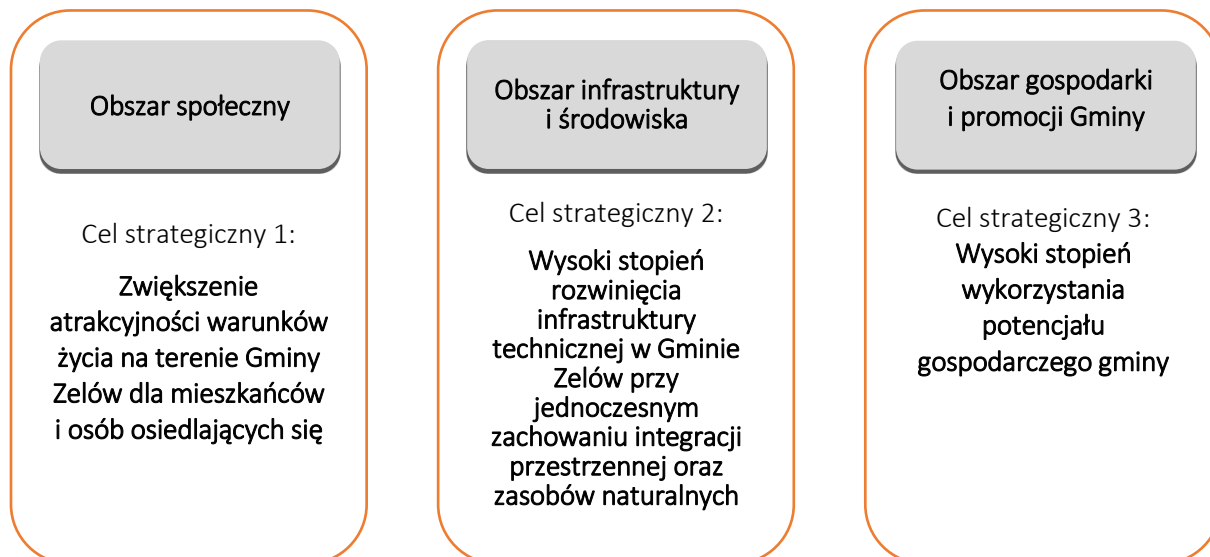 Obszar społeczny
Cel strategiczny 1:
Zwiększenie
atrakcyjności warunków
życia na terenie Gminy
Zelów dla mieszkańców
i osób osiedlających się
Obszar infrastruktury
i środowiska
Cel strategiczny 2:
Wysoki stopień
rozwinięcia
infrastruktury
technicznej w Gminie
Zelów przy
jednoczesnym
zachowaniu integracji
przestrzennej oraz
zasobów naturalnych
Obszar gospodarki
i promocji Gminy
Cel strategiczny 3:
Wysoki stopień
wykorzystania
potencjału
gospodarczego gminy